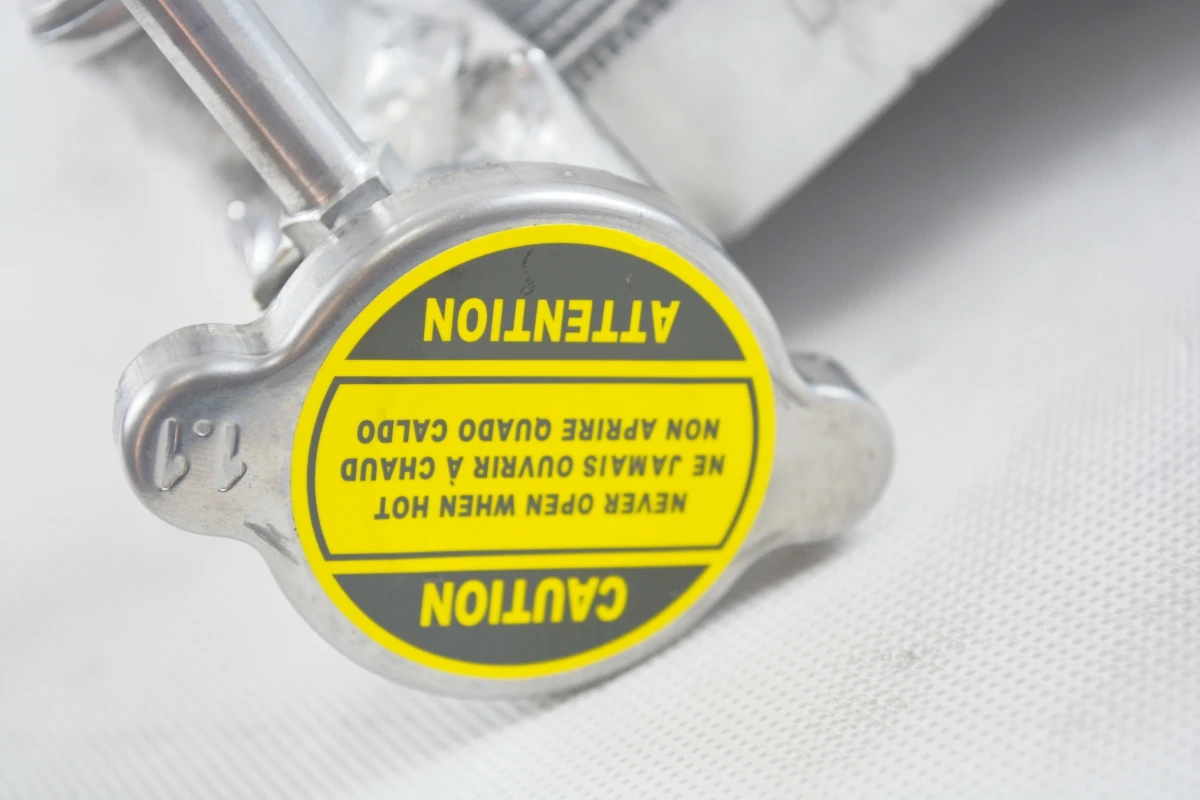 CAUTION
NEVER OPEN WHEN HOT
NE JAMAIS OUVRIR À CHAUD
NON APRIRE QUADO CALDO
ATTENTION
1.1